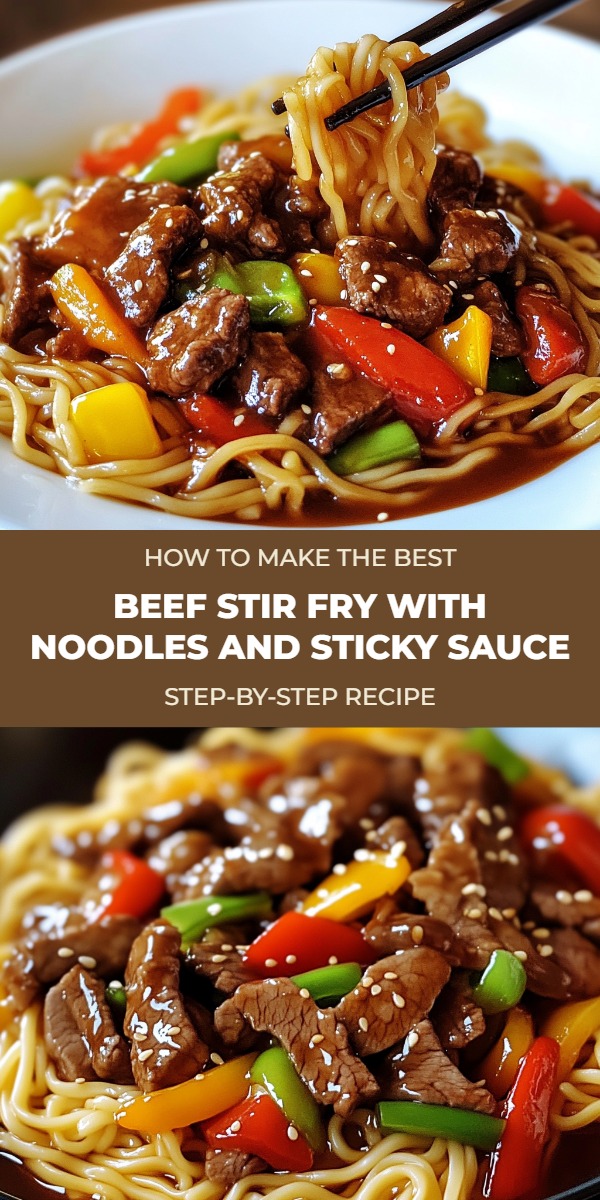 HOW TO MAKE THE BEST
BEEF STIR FRY WITH
NOODLES AND STICKY SAUCE
STEP-BY-STEP RECIPE